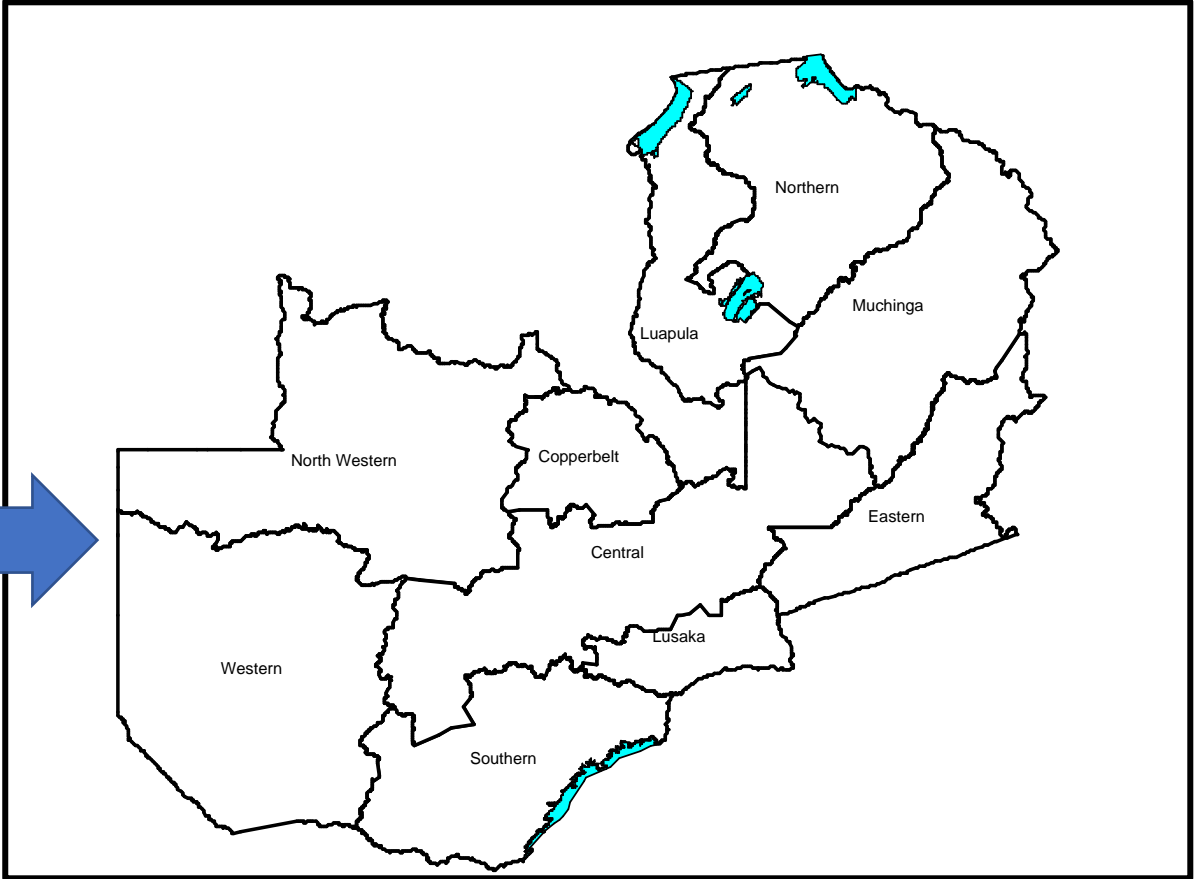 Northern
Muchinga
Luapula
North Western
Copperbelt
Eastern
Central
Lusaka
Western
Southern